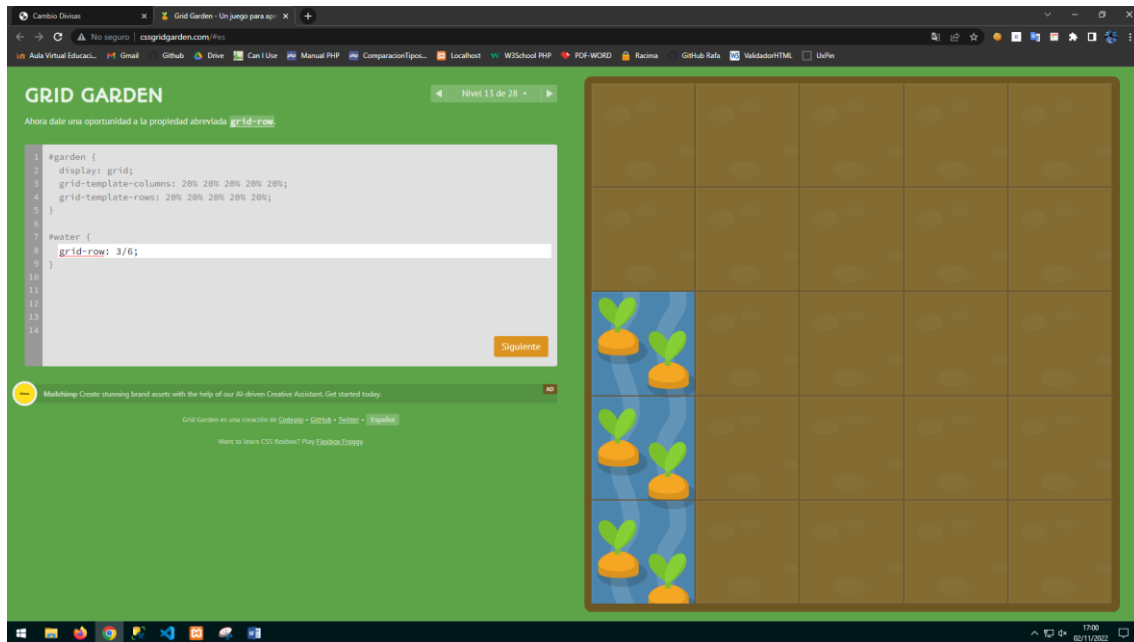 Cambio Divisas
Grid Garden - Un juego para apr
No seguro | cssgridgarden.com/#es
Aula Virtual Educaci... Gmail Github Drive Can I Use Manual PHP ComparacionTipos... Localhost W3School PHP PDF-WORD Racima GitHub Rafa ValidadorHTML UxPin
GRID GARDEN
Nivel 13 de 28
Ahora dale una oportunidad a la propiedad abreviada grid-row.
1 #garden {
2 display: grid;
3 grid-template-columns: 20% 20% 20% 20% 20%;
4 grid-template-rows: 20% 20% 20% 20% 20%;
5 }
6
7 #water {
8 grid-row: 3/6;
9 }
10
11
12
13
14
Siguiente
Mailchimp Create stunning brand assets with the help of our AI-driven Creative Assistant. Get started today.
AD
Grid Garden es una creación de Codepip • GitHub • Twitter • Español
Want to learn CSS flexbox? Play Flexbox Froggy
17:00
02/11/2022